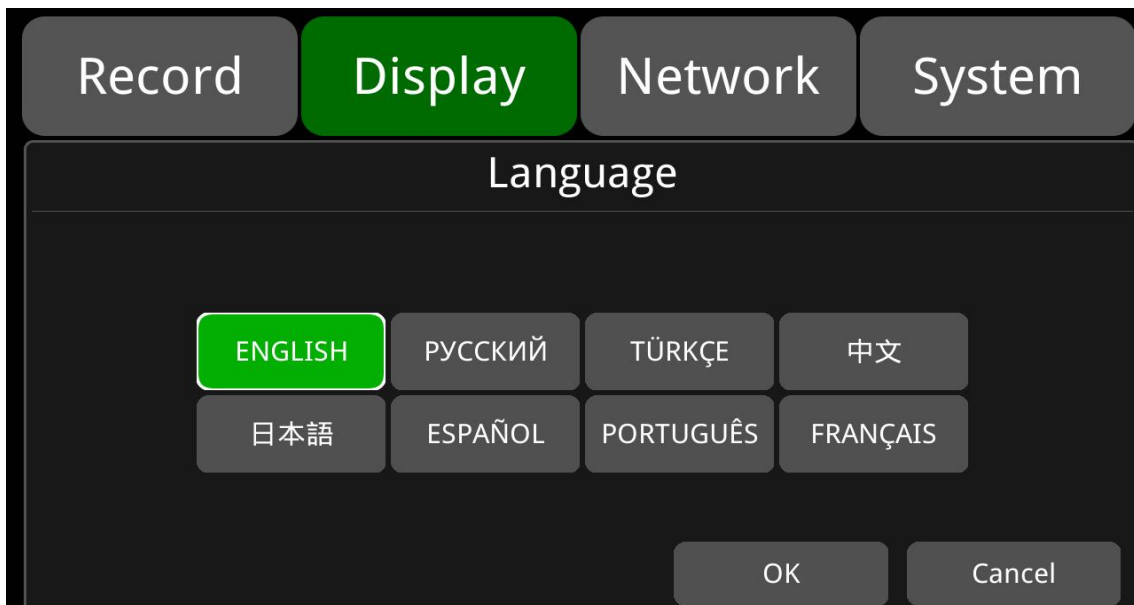 Record Display Network System
Language
ENGLISH РУССКИЙ TÜRKÇE 中文
日本語 ESPAÑOL PORTUGUÊS FRANÇAIS
OK Cancel